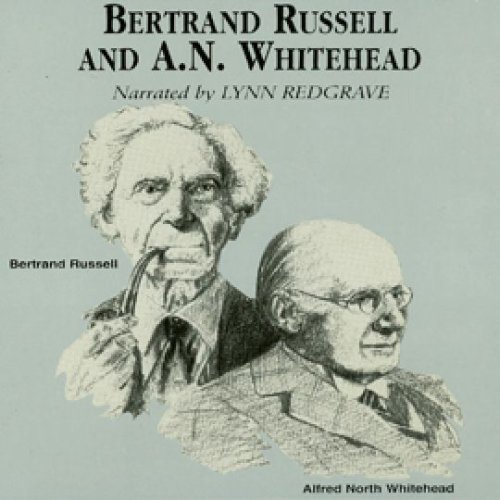 BERTRAND RUSSELL
AND A.N. WHITEHEAD
Narrated by LYNN REDGRAVE
Bertrand Russell
Alfred North Whitehead